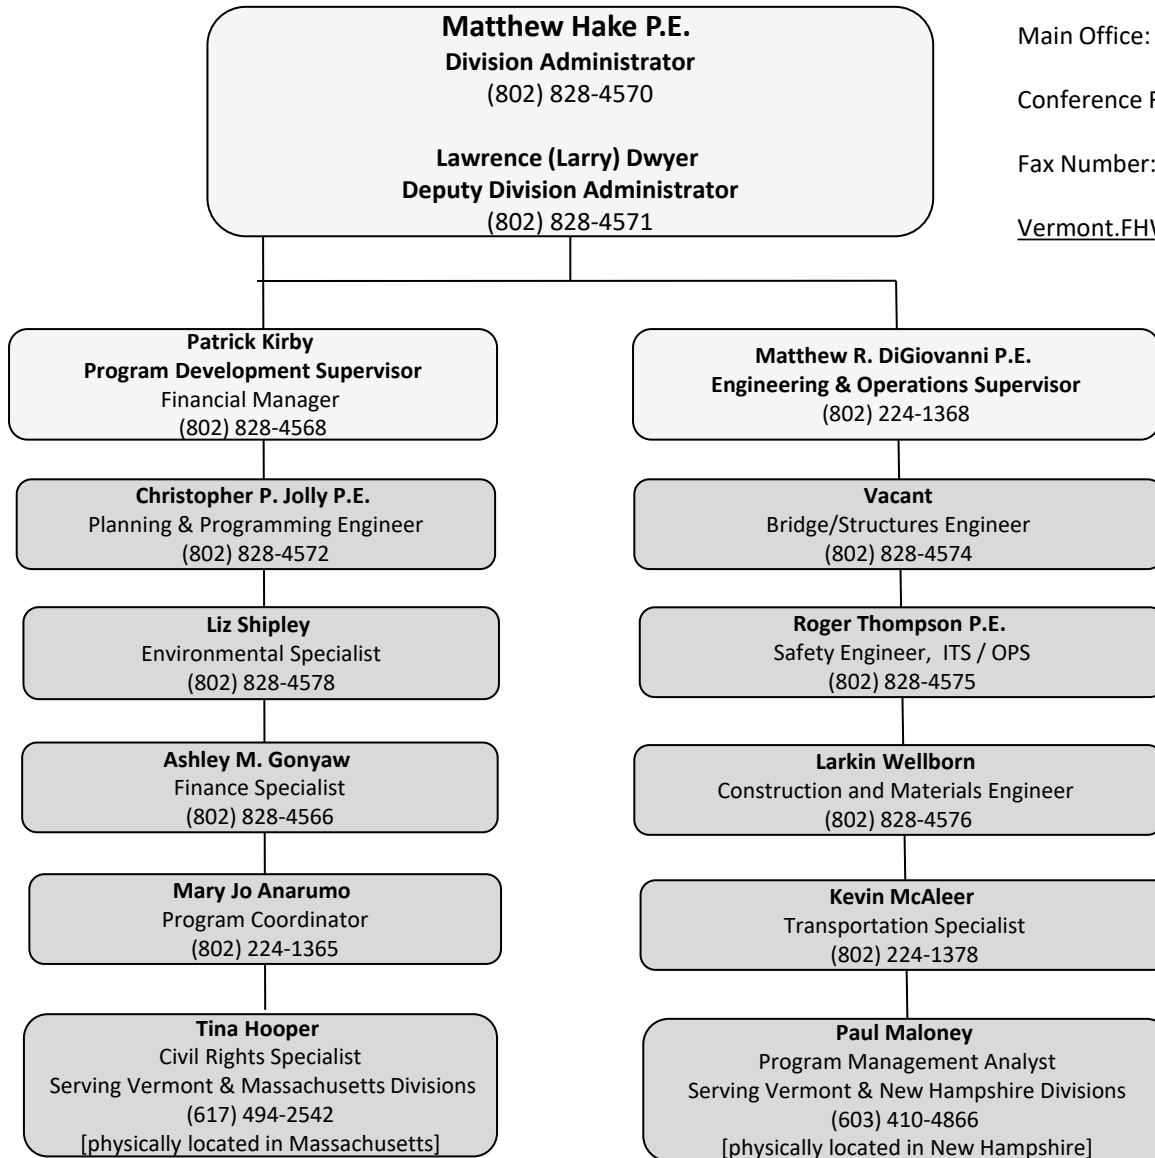 Matthew Hake P.E.
Division Administrator
(802) 828-4570
Lawrence (Larry) Dwyer
Deputy Division Administrator
(802) 828-4571
Main Office:
Conference
Fax Number:
Vermont.FHW
Patrick Kirby
Program Development Supervisor
Financial Manager
(802) 828-4568
Christopher P. Jolly P.E.
Planning & Programming Engineer
(802) 828-4572
Liz Shipley
Environmental Specialist
(802) 828-4578
Ashley M. Gonyaw
Finance Specialist
(802) 828-4566
Mary Jo Anarumo
Program Coordinator
(802) 224-1365
Tina Hooper
Civil Rights Specialist
Serving Vermont & Massachusetts Divisions
(617) 494-2542
[physically located in Massachusetts]
Matthew R. DiGiovanni P.E.
Engineering & Operations Supervisor
(802) 224-1368
Vacant
Bridge/Structures Engineer
(802) 828-4574
Roger Thompson P.E.
Safety Engineer, ITS / OPS
(802) 828-4575
Larkin Wellborn
Construction and Materials Engineer
(802) 828-4576
Kevin McAleer
Transportation Specialist
(802) 224-1378
Paul Maloney
Program Management Analyst
Serving Vermont & New Hampshire Divisions
(603) 410-4866
[physically located in New Hampshire]